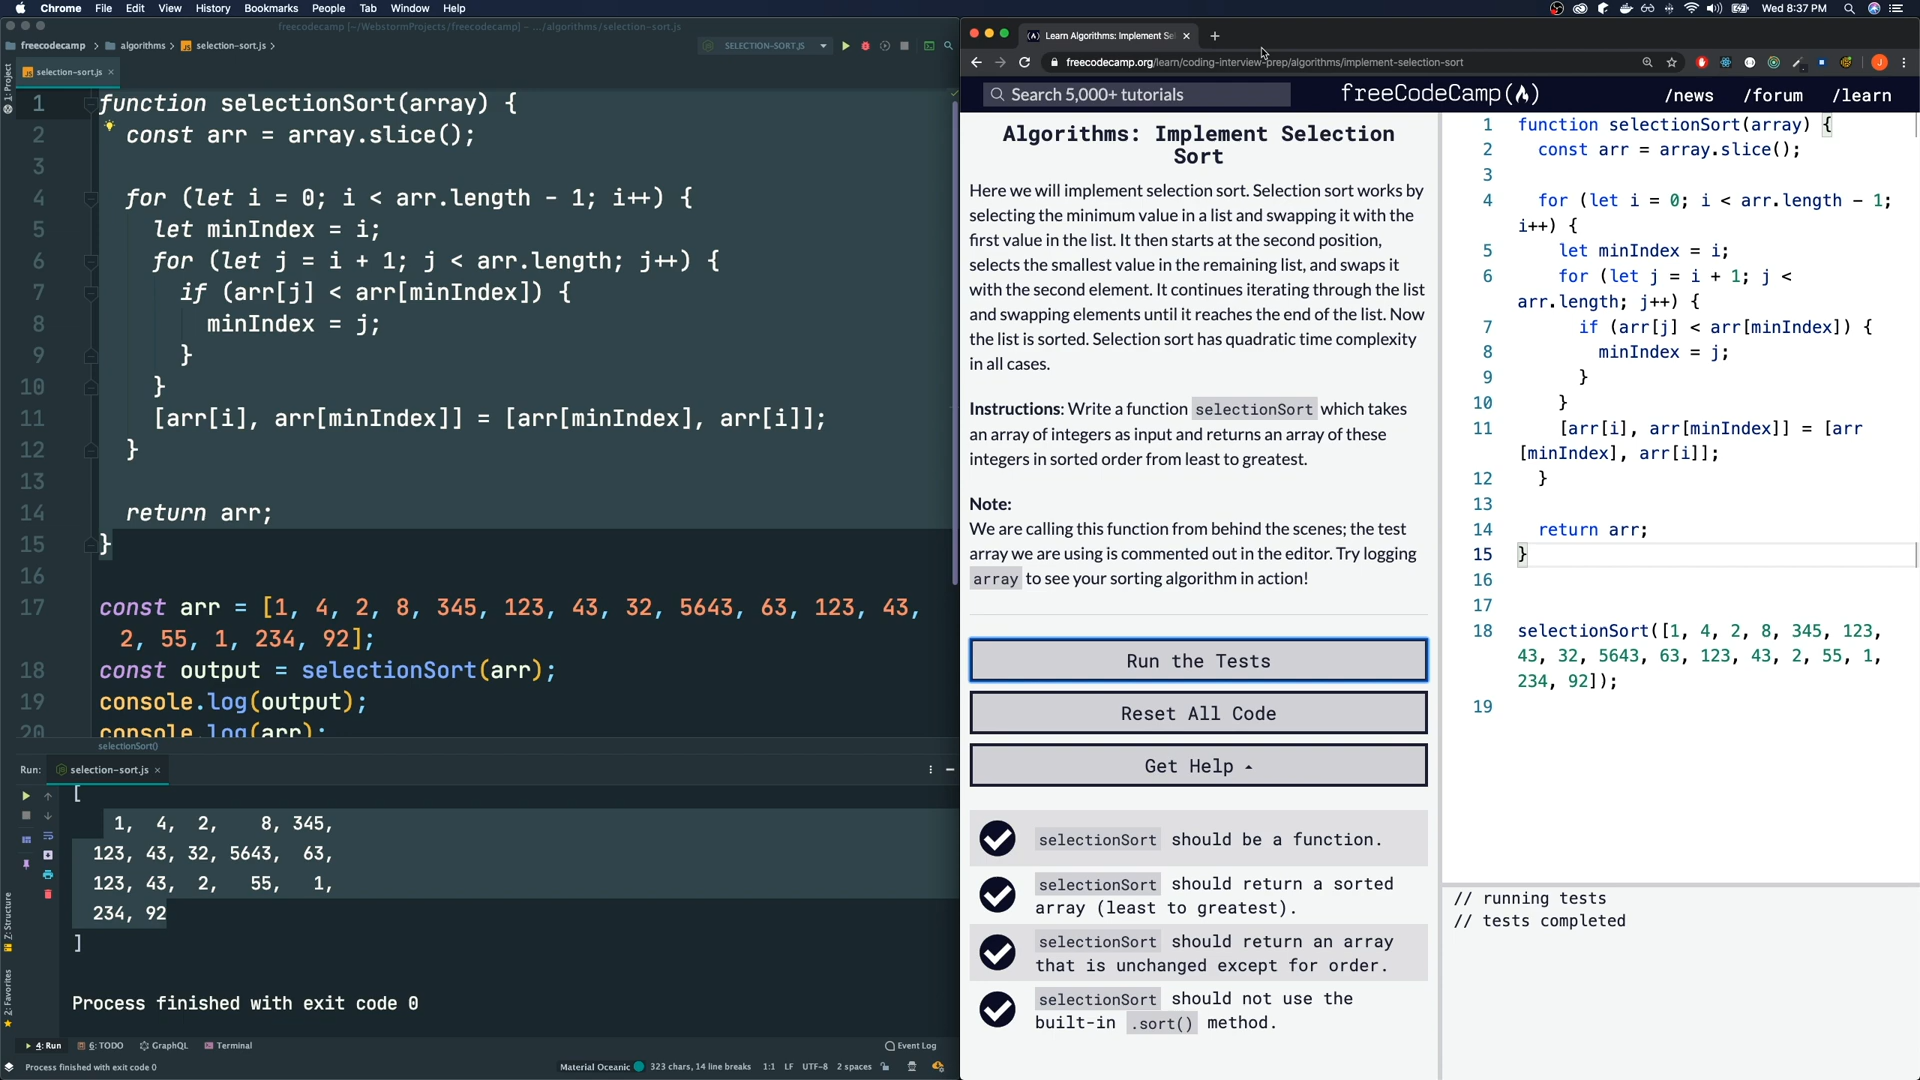 Chrome File Edit View History Bookmarks People Tab Window Help
Wed 8:37 PM
freecodecamp [~/WebstormProjects/freecodecamp] - .../algorithms/selection-sort.js
freecodecamp algorithms selection-sort.js
SELECTION-SORT.JS
selection-sort.js
1: Project
1 function selectionSort(array) {
2 const arr = array.slice();
3
4 for (let i = 0; i < arr.length - 1; i++) {
5 let minIndex = i;
6 for (let j = i + 1; j < arr.length; j++) {
7 if (arr[j] < arr[minIndex]) {
8 minIndex = j;
9 }
10 }
11 [arr[i], arr[minIndex]] = [arr[minIndex], arr[i]];
12 }
13
14 return arr;
15 }
16
17 const arr = [1, 4, 2, 8, 345, 123, 43, 32, 5643, 63, 123, 43,
2, 55, 1, 234, 92];
18 const output = selectionSort(arr);
19 console.log(output);
20 console.log(arr);
selectionSort()
Run: selection-sort.js
[
1, 4, 2, 8, 345,
123, 43, 32, 5643, 63,
123, 43, 2, 55, 1,
234, 92
]
Process finished with exit code 0
Z: Structure
2: Favorites
4: Run 6: TODO GraphQL Terminal Event Log
Process finished with exit code 0 Material Oceanic 323 chars, 14 line breaks 1:1 LF UTF-8 2 spaces
Learn Algorithms: Implement Se
freecodecamp.org/learn/coding-interview-prep/algorithms/implement-selection-sort
J
Search 5,000+ tutorials
freeCodeCamp
/news /forum /learn
Algorithms: Implement Selection
Sort
Here we will implement selection sort. Selection sort works by
selecting the minimum value in a list and swapping it with the
first value in the list. It then starts at the second position,
selects the smallest value in the remaining list, and swaps it
with the second element. It continues iterating through the list
and swapping elements until it reaches the end of the list. Now
the list is sorted. Selection sort has quadratic time complexity
in all cases.
Instructions: Write a function selectionSort which takes
an array of integers as input and returns an array of these
integers in sorted order from least to greatest.
Note:
We are calling this function from behind the scenes; the test
array we are using is commented out in the editor. Try logging
array to see your sorting algorithm in action!
Run the Tests
Reset All Code
Get Help
selectionSort should be a function.
selectionSort should return a sorted
array (least to greatest).
selectionSort should return an array
that is unchanged except for order.
selectionSort should not use the
built-in .sort() method.
1 function selectionSort(array) {
2 const arr = array.slice();
3
4 for (let i = 0; i < arr.length - 1;
i++) {
5 let minIndex = i;
6 for (let j = i + 1; j <
arr.length; j++) {
7 if (arr[j] < arr[minIndex]) {
8 minIndex = j;
9 }
10 }
11 [arr[i], arr[minIndex]] = [arr
[minIndex], arr[i]];
12 }
13
14 return arr;
15 }
16
17
18 selectionSort([1, 4, 2, 8, 345, 123,
43, 32, 5643, 63, 123, 43, 2, 55, 1,
234, 92]);
19
// running tests
// tests completed